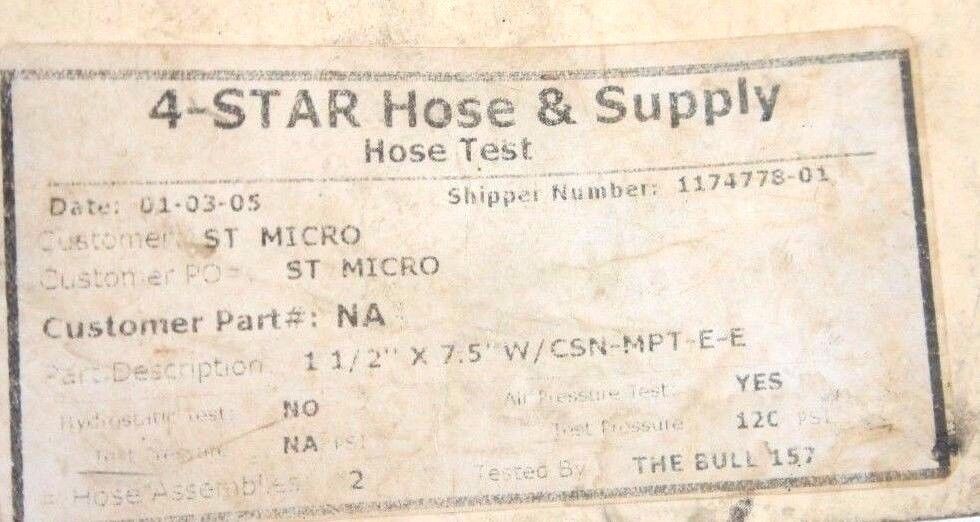 4-STAR Hose & Supply
Hose Test
Date: 01-03-05 Shipper Number: 1174778-01
Customer: ST MICRO
Customer PO#: ST MICRO
Customer Part#: NA
Part Description: 1 1/2" X 7.5" W/CSN-MPT-E-E
Hydrostatic Test: NO Air Pressure Test: YES
Test Pressure NA PSI Test Pressure 120 PSI
# Hose Assemblies 2 Tested By THE BULL 157